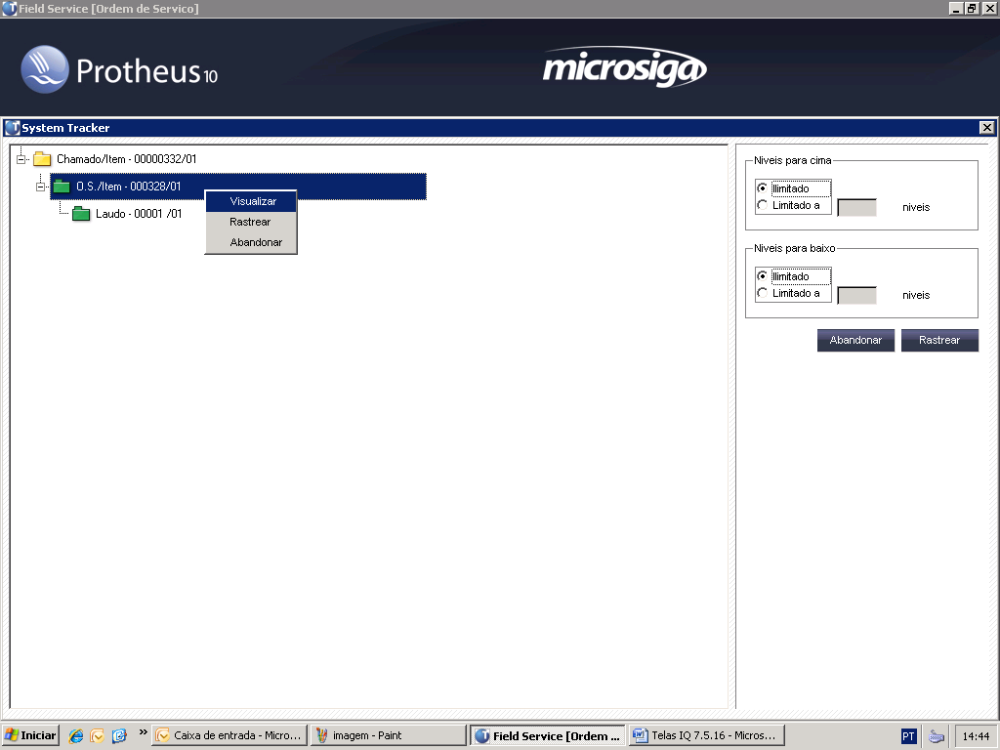 Field Service [Ordem de Servico]
Protheus 10
microsiga
System Tracker
Chamado/Item - 00000332/01
O.S./Item - 000328/01
Laudo - 00001 /01
Visualizar
Rastrear
Abandonar
Niveis para cima
Ilimitado
Limitado a
niveis
Niveis para baixo
Ilimitado
Limitado a
niveis
Abandonar
Rastrear
Iniciar
»
Caixa de entrada - Micro...
imagem - Paint
Field Service [Ordem ...
Telas IQ 7.5.16 - Micros...
PT
14:44